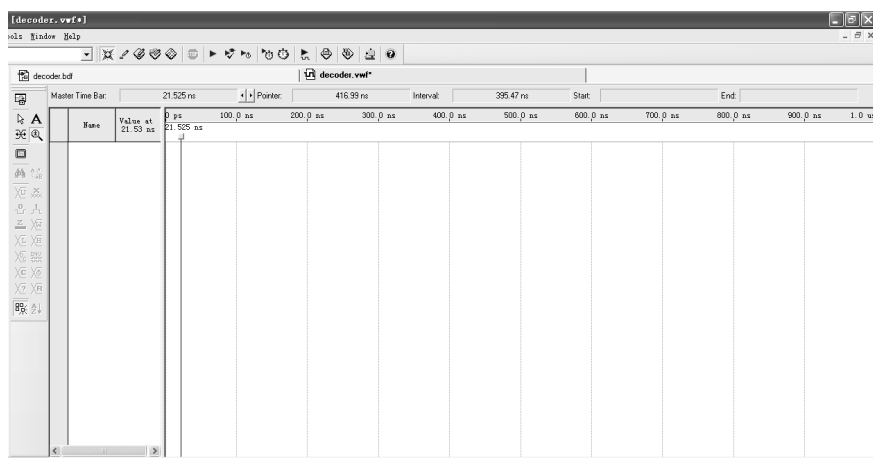 [decoder.vwf*]
ols Window Help
decoder.bdf
decoder.vwf*
Master Time Bar: 21.525 ns Pointer: 416.99 ns Interval: 395.47 ns Start: End:
Name Value at 21.53 ns
0 ps 100.0 ns 200.0 ns 300.0 ns 400.0 ns 500.0 ns 600.0 ns 700.0 ns 800.0 ns 900.0 ns 1.0 us
21.525 ns